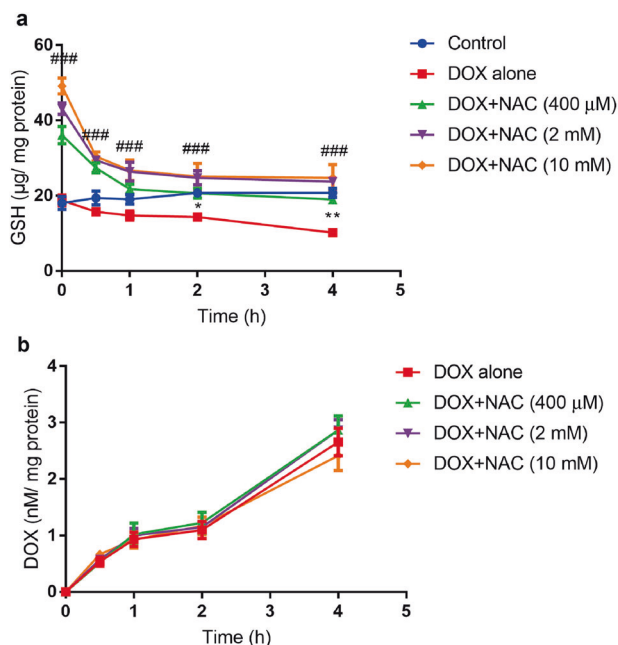 a
60
40
20
0
GSH (µg/ mg protein)
###
###
###
###
###
*
**
0
1
2
3
4
5
Time (h)
Control
DOX alone
DOX+NAC (400 µM)
DOX+NAC (2 mM)
DOX+NAC (10 mM)
b
4
3
2
1
0
DOX (nM/ mg protein)
0
1
2
3
4
5
Time (h)
DOX alone
DOX+NAC (400 µM)
DOX+NAC (2 mM)
DOX+NAC (10 mM)